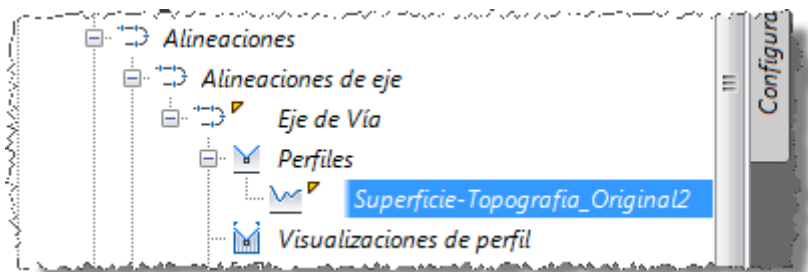 Alineaciones
Alineaciones de eje
Eje de Vía
Perfiles
Superficie-Topografia_Original2
Visualizaciones de perfil
Configura